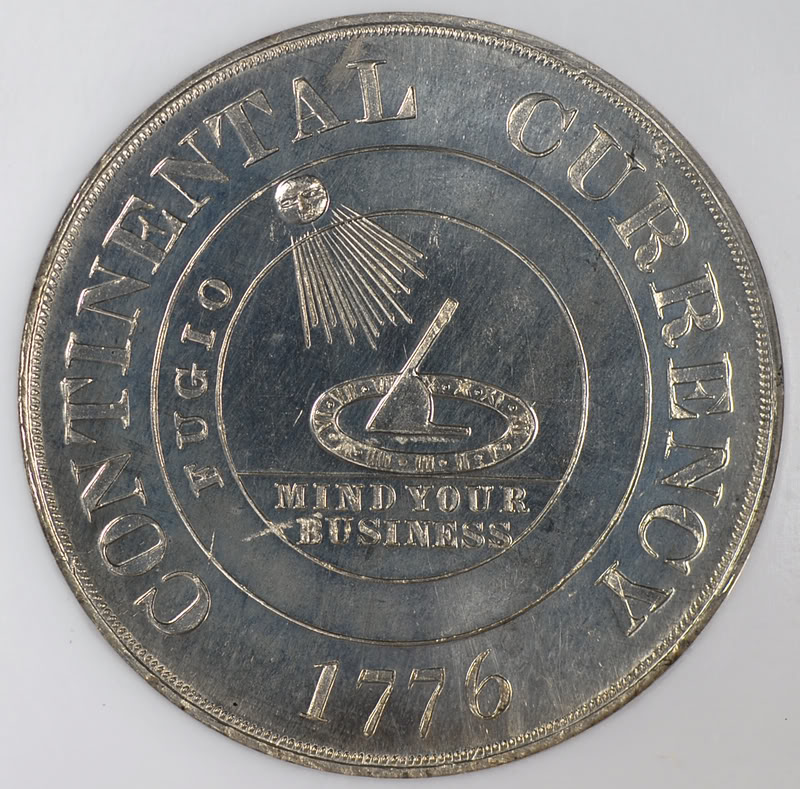 CONTINENTAL CURRENCY
FUGIO
MIND YOUR
BUSINESS
1776